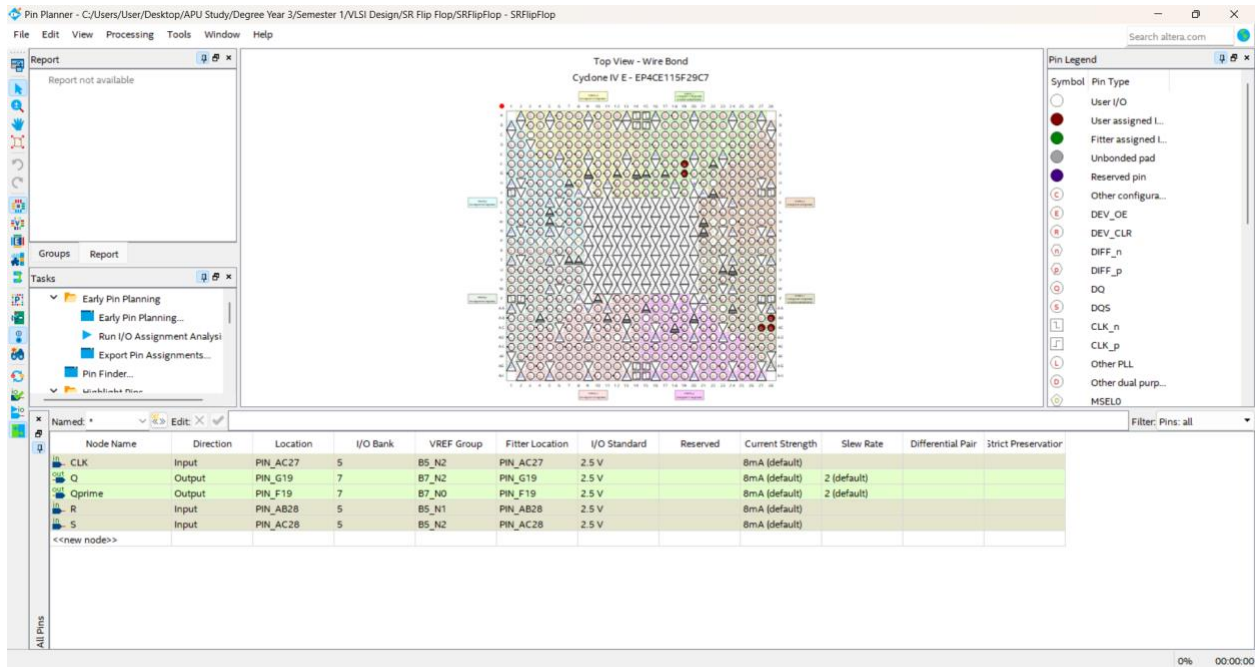 Pin Planner - C:/Users/User/Desktop/APU Study/Degree Year 3/Semester 1/VLSI Design/SR Flip Flop/SRFlipFlop - SRFlipFlop
File Edit View Processing Tools Window Help
Search altera.com
Report
Report not available
Groups Report
Tasks
Early Pin Planning
Early Pin Planning...
Run I/O Assignment Analysi
Export Pin Assignments...
Pin Finder...
Highlight Pins
Top View - Wire Bond
Cyclone IV E - EP4CE115F29C7
Pin Legend
Symbol Pin Type
User I/O
User assigned I...
Fitter assigned I...
Unbonded pad
Reserved pin
C Other configura...
E DEV_OE
R DEV_CLR
n DIFF_n
p DIFF_p
Q DQ
S DQS
CLK_n
CLK_p
L Other PLL
D Other dual purp...
MSEL0
Named: * Edit: Filter: Pins: all
Node Name Direction Location I/O Bank VREF Group Fitter Location I/O Standard Reserved Current Strength Slew Rate Differential Pair Strict Preservation
in CLK Input PIN_AC27 5 B5_N2 PIN_AC27 2.5 V 8mA (default)
out Q Output PIN_G19 7 B7_N2 PIN_G19 2.5 V 8mA (default) 2 (default)
out Qprime Output PIN_F19 7 B7_N0 PIN_F19 2.5 V 8mA (default) 2 (default)
in R Input PIN_AB28 5 B5_N1 PIN_AB28 2.5 V 8mA (default)
in S Input PIN_AC28 5 B5_N2 PIN_AC28 2.5 V 8mA (default)
<<new node>>
All Pins
0% 00:00:00